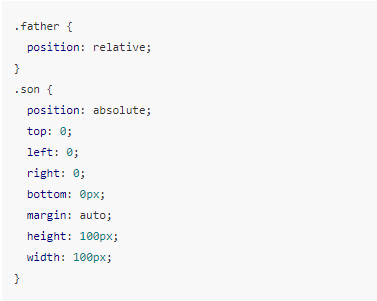 .father {
  position: relative;
}
.son {
  position: absolute;
  top: 0;
  left: 0;
  right: 0;
  bottom: 0px;
  margin: auto;
  height: 100px;
  width: 100px;
}